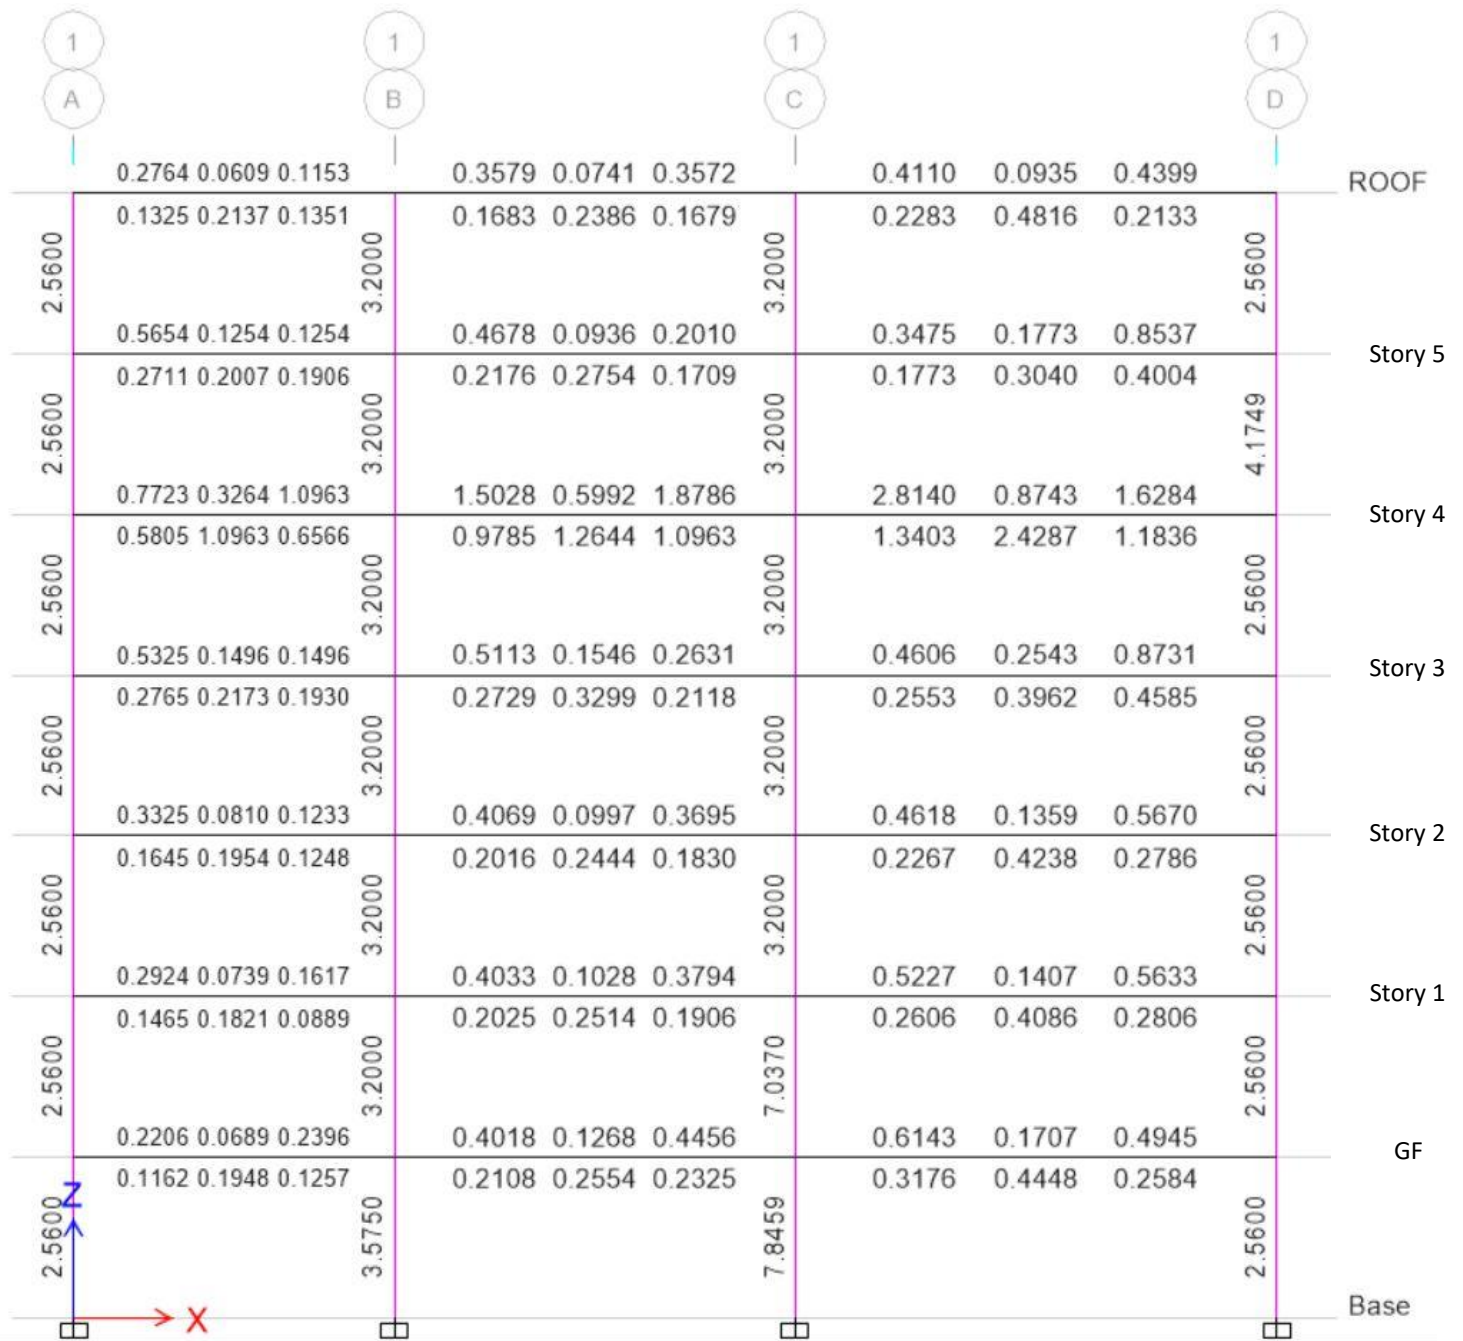 1 1 1 1
A B C D
0.2764 0.0609 0.1153 0.3579 0.0741 0.3572 0.4110 0.0935 0.4399 ROOF
0.1325 0.2137 0.1351 0.1683 0.2386 0.1679 0.2283 0.4816 0.2133
2.5600 3.2000 3.2000 2.5600
0.5654 0.1254 0.1254 0.4678 0.0936 0.2010 0.3475 0.1773 0.8537 Story 5
0.2711 0.2007 0.1906 0.2176 0.2754 0.1709 0.1773 0.3040 0.4004
2.5600 3.2000 3.2000 4.1749
0.7723 0.3264 1.0963 1.5028 0.5992 1.8786 2.8140 0.8743 1.6284 Story 4
0.5805 1.0963 0.6566 0.9785 1.2644 1.0963 1.3403 2.4287 1.1836
2.5600 3.2000 3.2000 2.5600
0.5325 0.1496 0.1496 0.5113 0.1546 0.2631 0.4606 0.2543 0.8731 Story 3
0.2765 0.2173 0.1930 0.2729 0.3299 0.2118 0.2553 0.3962 0.4585
2.5600 3.2000 3.2000 2.5600
0.3325 0.0810 0.1233 0.4069 0.0997 0.3695 0.4618 0.1359 0.5670 Story 2
0.1645 0.1954 0.1248 0.2016 0.2444 0.1830 0.2267 0.4238 0.2786
2.5600 3.2000 3.2000 2.5600
0.2924 0.0739 0.1617 0.4033 0.1028 0.3794 0.5227 0.1407 0.5633 Story 1
0.1465 0.1821 0.0889 0.2025 0.2514 0.1906 0.2606 0.4086 0.2806
2.5600 3.2000 7.0370 2.5600
0.2206 0.0689 0.2396 0.4018 0.1268 0.4456 0.6143 0.1707 0.4945 GF
0.1162 0.1948 0.1257 0.2108 0.2554 0.2325 0.3176 0.4448 0.2584
Z
2.5600 3.5750 7.8459 2.5600
X Base